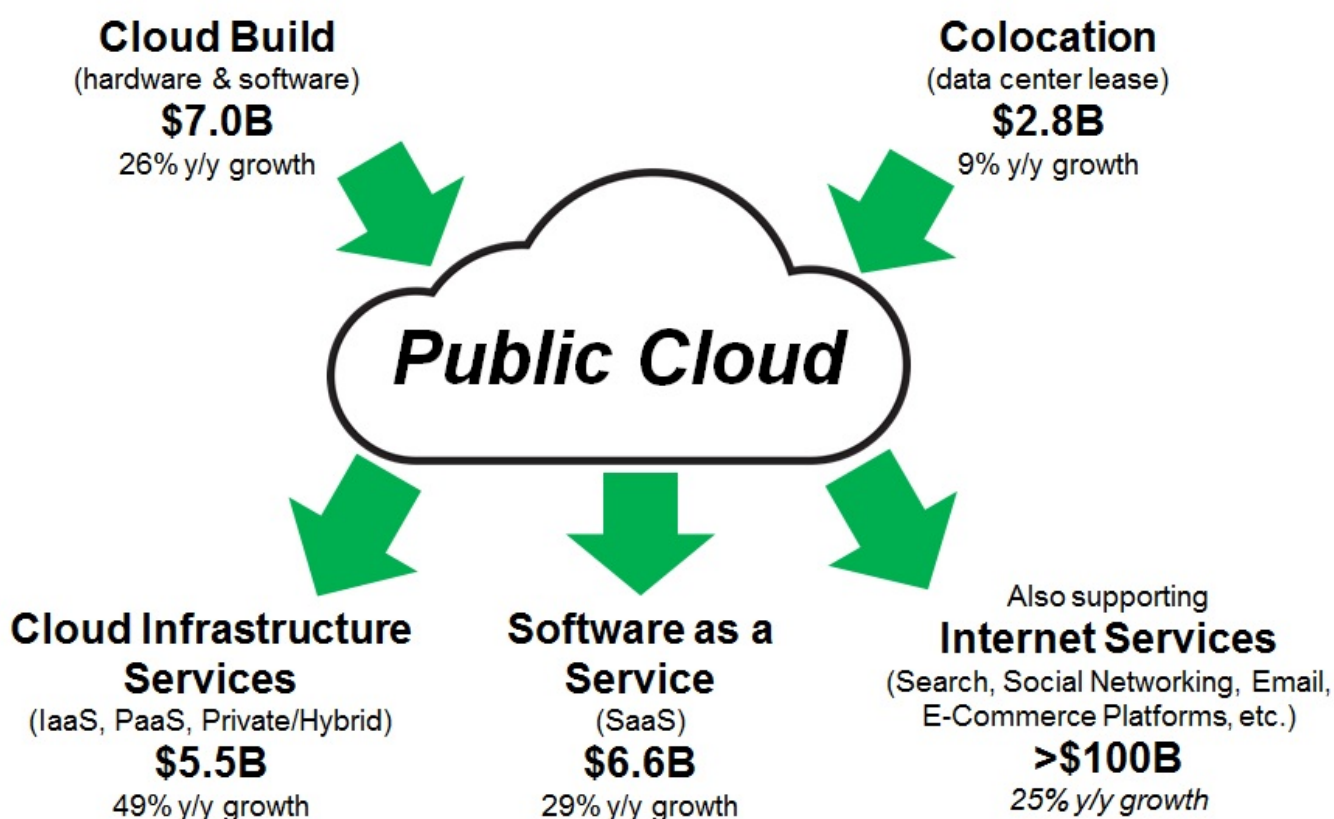 Cloud Build
(hardware & software)
$7.0B
26% y/y growth
Colocation
(data center lease)
$2.8B
9% y/y growth
Public Cloud
Cloud Infrastructure
Services
(IaaS, PaaS, Private/Hybrid)
$5.5B
49% y/y growth
Software as a
Service
(SaaS)
$6.6B
29% y/y growth
Also supporting
Internet Services
(Search, Social Networking, Email,
E-Commerce Platforms, etc.)
>$100B
25% y/y growth